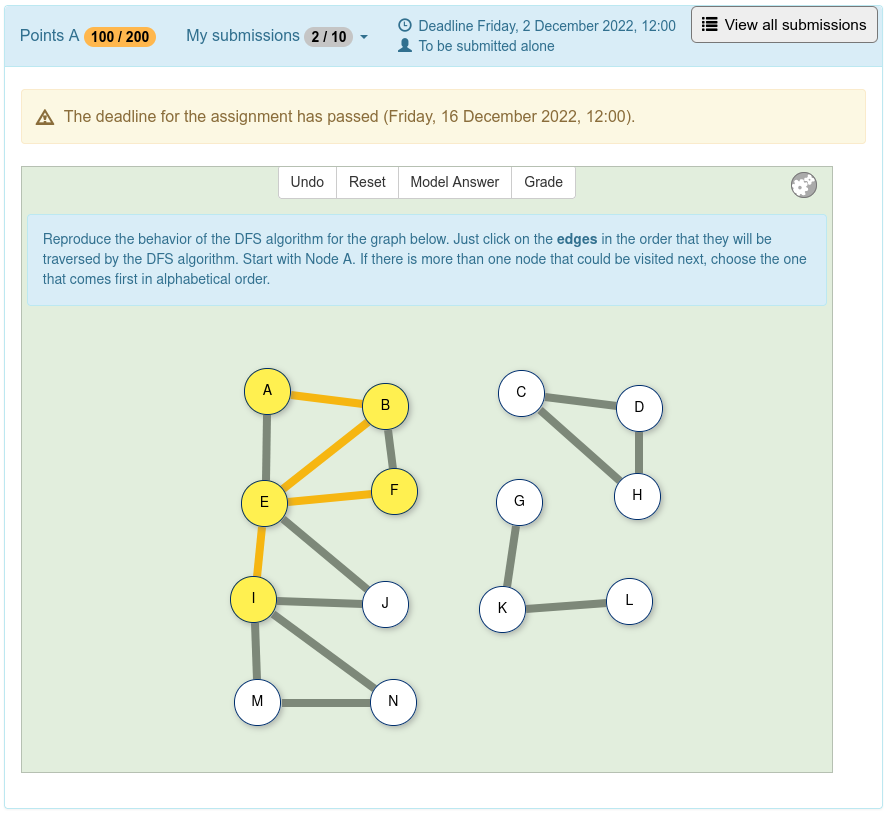 Points A 100 / 200 My submissions 2 / 10 Deadline Friday, 2 December 2022, 12:00 View all submissions
To be submitted alone
The deadline for the assignment has passed (Friday, 16 December 2022, 12:00).
Undo Reset Model Answer Grade
Reproduce the behavior of the DFS algorithm for the graph below. Just click on the edges in the order that they will be
traversed by the DFS algorithm. Start with Node A. If there is more than one node that could be visited next, choose the one
that comes first in alphabetical order.
A B C D
E F G H
I J K L
M N